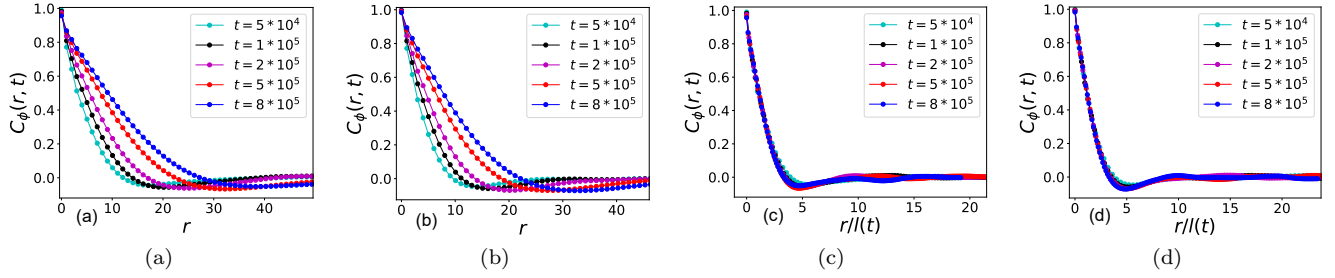 1.0
0.8
0.6
0.4
0.2
0.0
C_ϕ(r, t)
t = 5 * 10^4
t = 1 * 10^5
t = 2 * 10^5
t = 5 * 10^5
t = 8 * 10^5
0 10 20 30 40
(a)
r
(a)
1.0
0.8
0.6
0.4
0.2
0.0
C_ϕ(r, t)
t = 5 * 10^4
t = 1 * 10^5
t = 2 * 10^5
t = 5 * 10^5
t = 8 * 10^5
0 10 20 30 40
(b)
r
(b)
1.0
0.8
0.6
0.4
0.2
0.0
C_ϕ(r, t)
t = 5 * 10^4
t = 1 * 10^5
t = 2 * 10^5
t = 5 * 10^5
t = 8 * 10^5
0 5 10 15 20
(c)
r/l(t)
(c)
1.0
0.8
0.6
0.4
0.2
0.0
C_ϕ(r, t)
t = 5 * 10^4
t = 1 * 10^5
t = 2 * 10^5
t = 5 * 10^5
t = 8 * 10^5
0 5 10 15 20
(d)
r/l(t)
(d)